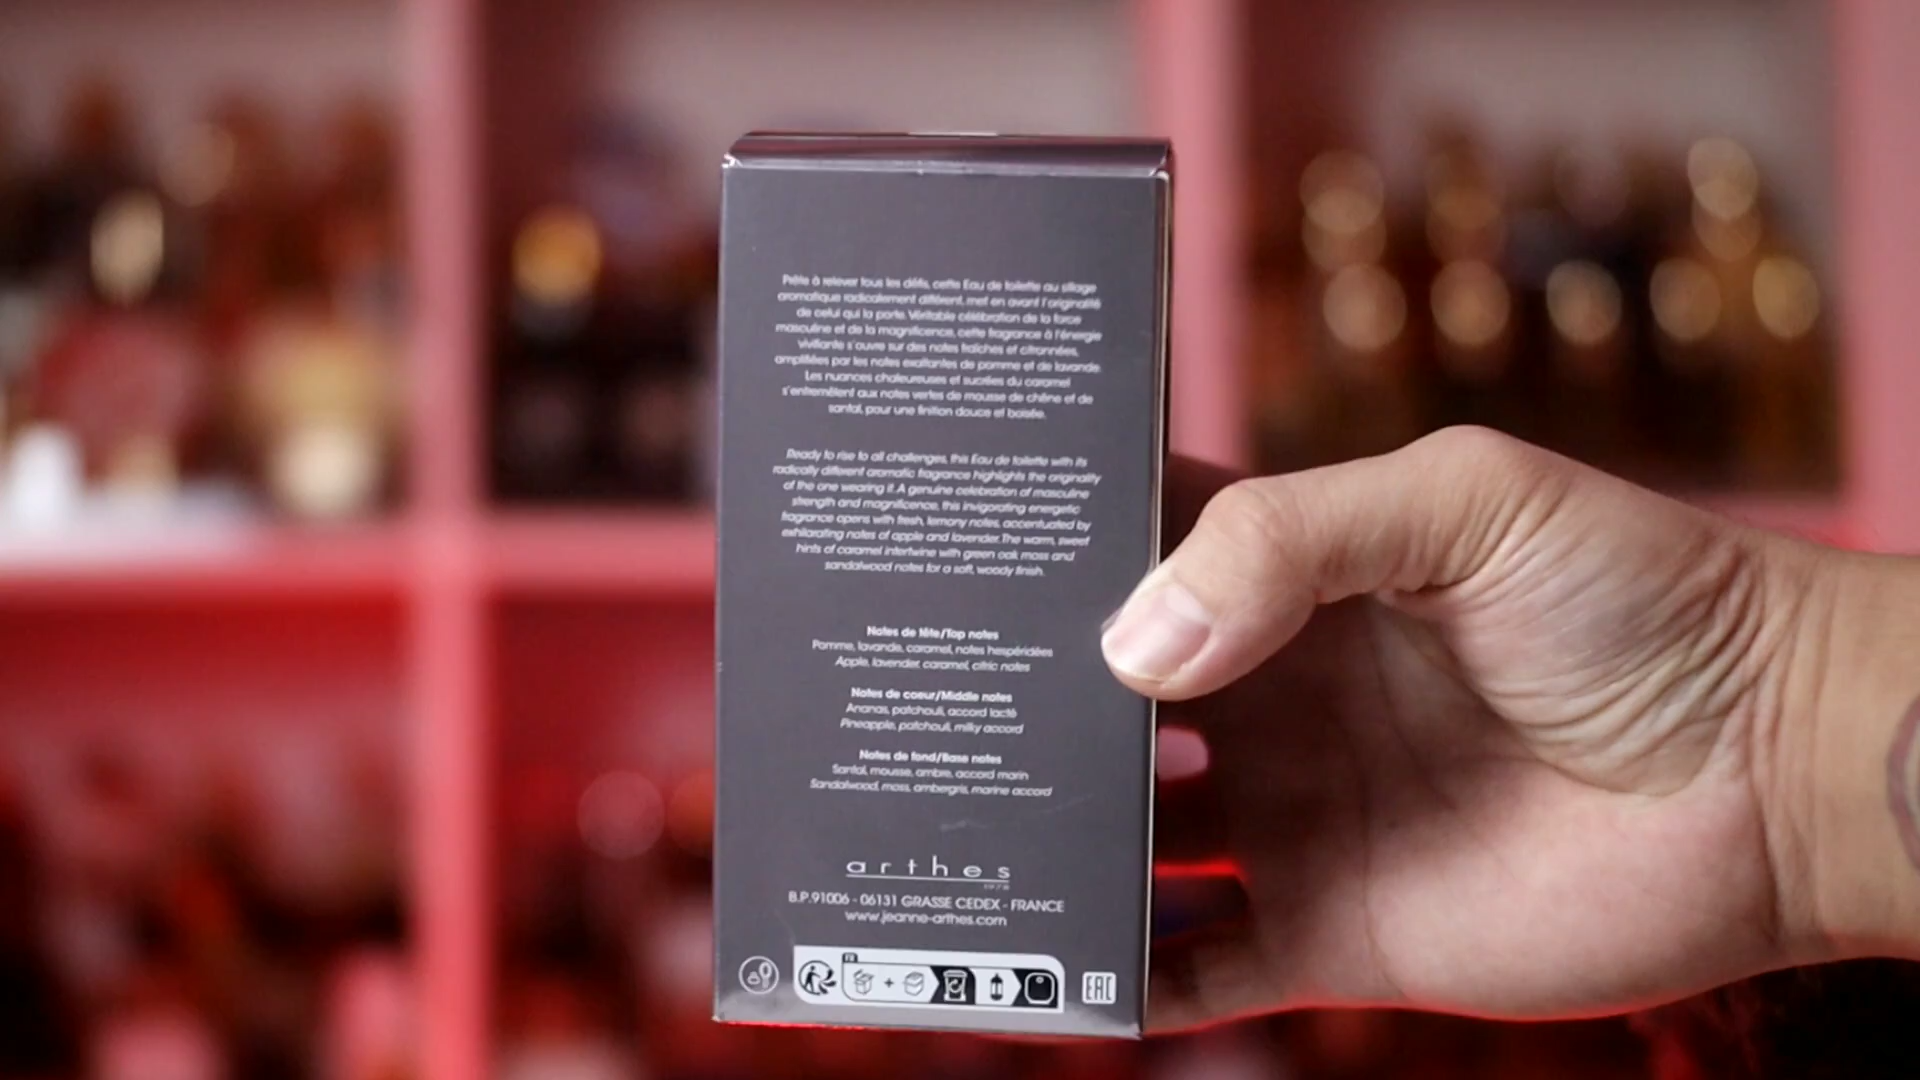 Prête à relever tous les défis, cette Eau de toilette au sillage
aromatique radicalement différent, met en avant l'originalité
de celui qui la porte. Véritable célébration de la force
masculine et de la magnificence, cette fragrance à l'énergie
vivifiante s'ouvre sur des notes fraîches et citronnées,
amplifiées par les notes exaltantes de pomme et de lavande.
Les nuances chaleureuses et sucrées du caramel
s'entremêlent aux notes vertes de mousse de chêne et de
santal, pour une finition douce et boisée.
Ready to rise to all challenges, this Eau de toilette with its
radically different aromatic fragrance highlights the originality
of the one wearing it. A genuine celebration of masculine
strength and magnificence, this invigorating energetic
fragrance opens with fresh, lemony notes, accentuated by
exhilarating notes of apple and lavender. The warm, sweet
hints of caramel intertwine with green oak moss and
sandalwood notes for a soft, woody finish.
Notes de tête/Top notes
Pomme, lavande, caramel, notes hespéridées
Apple, lavender, caramel, citric notes
Notes de coeur/Middle notes
Ananas, patchouli, accord lacté
Pineapple, patchouli, milky accord
Notes de fond/Base notes
Santal, mousse, ambre, accord marin
Sandalwood, moss, ambergris, marine accord
arthes
1978
B.P. 91006 - 06131 GRASSE CEDEX - FRANCE
www.jeanne-arthes.com
FR
EAC